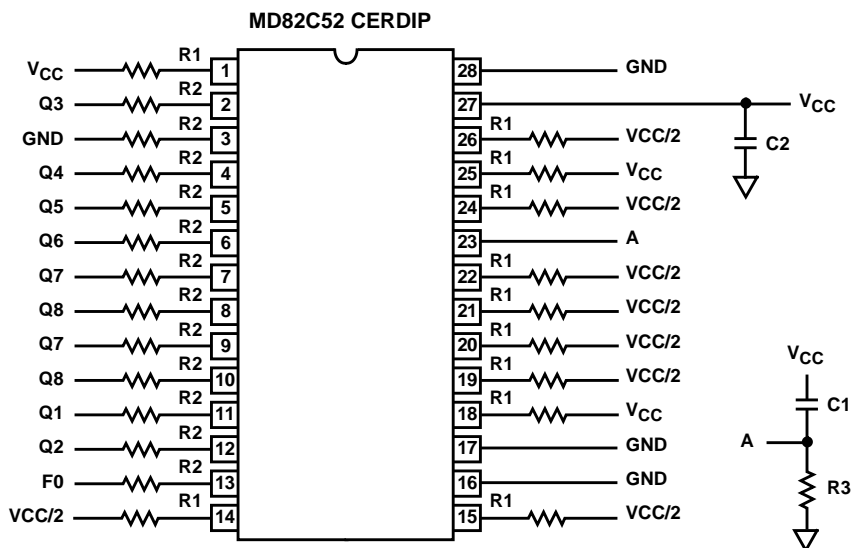 MD82C52 CERDIP
VCC R1 1
Q3 R2 2
GND R2 3
Q4 R2 4
Q5 R2 5
Q6 R2 6
Q7 R2 7
Q8 R2 8
Q7 R2 9
Q8 R2 10
Q1 R2 11
Q2 R2 12
F0 R2 13
VCC/2 R1 14
28 GND
27 VCC
C2
26 R1 VCC/2
25 R1 VCC
24 R1 VCC/2
23 A
22 R1 VCC/2
21 R1 VCC/2
20 R1 VCC/2
19 R1 VCC/2
18 R1 VCC
17 GND
16 GND
15 R1 VCC/2
VCC
C1
A
R3